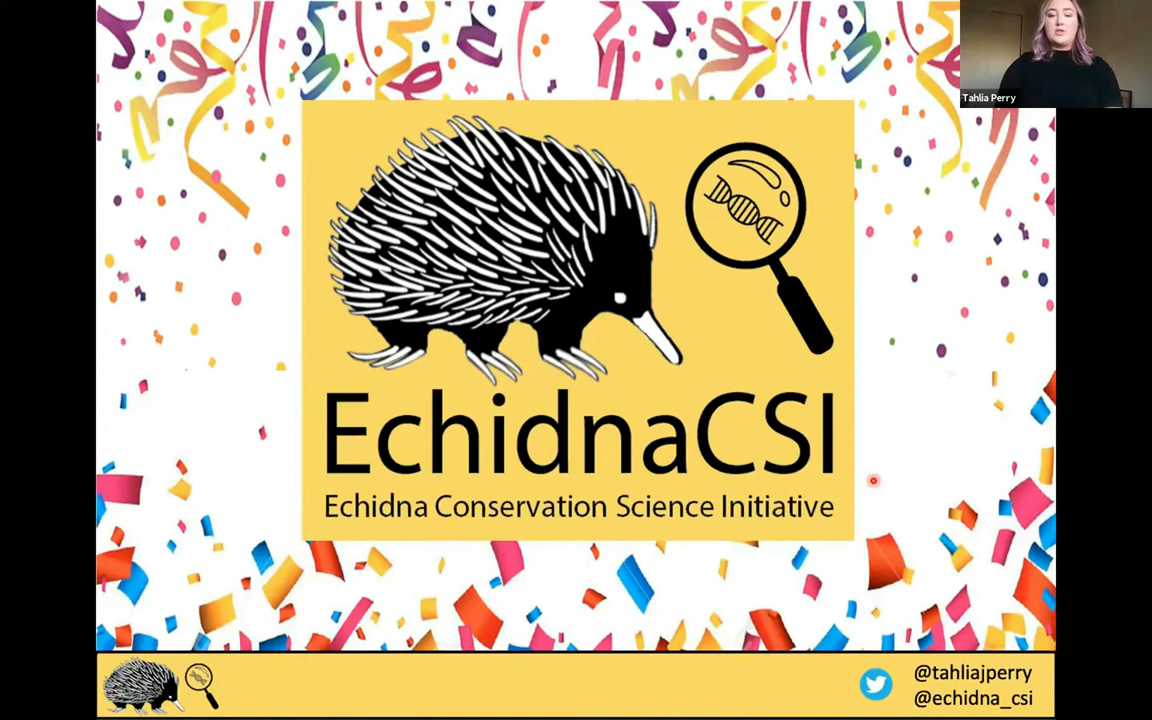 Tahlia Perry
EchidnaCSI
Echidna Conservation Science Initiative
@tahliajperry
@echidna_csi